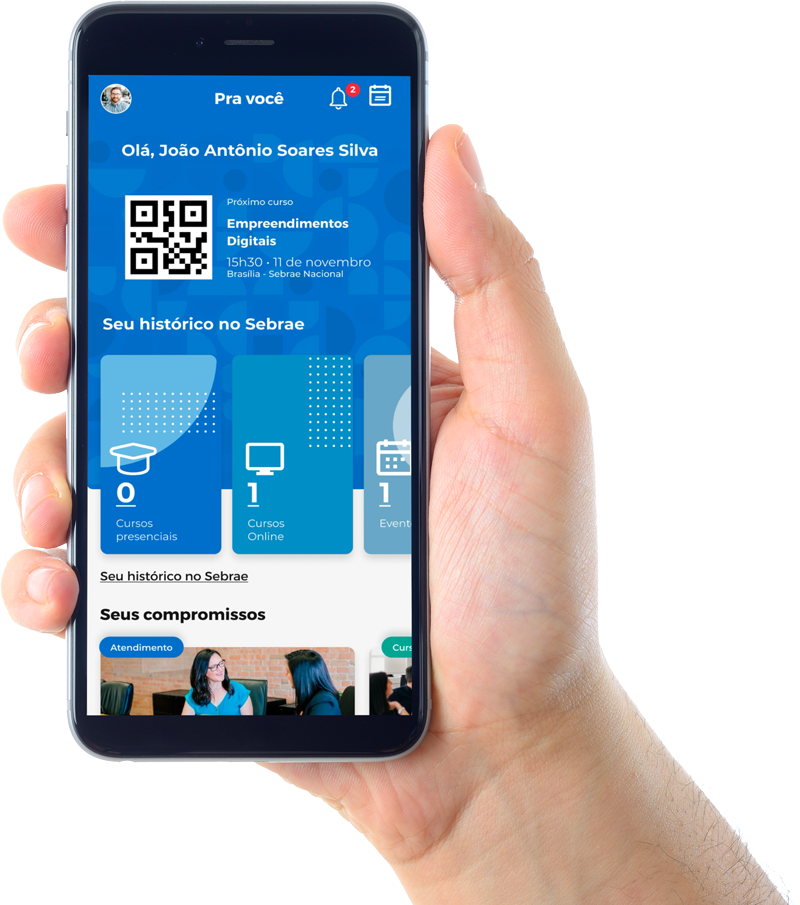 Pra você
2
Olá, João Antônio Soares Silva
Próximo curso
Empreendimentos
Digitais
15h30 • 11 de novembro
Brasília - Sebrae Nacional
Seu histórico no Sebrae
0
Cursos
presenciais
1
Cursos
Online
1
Event
Seu histórico no Sebrae
Seus compromissos
Atendimento
Curs